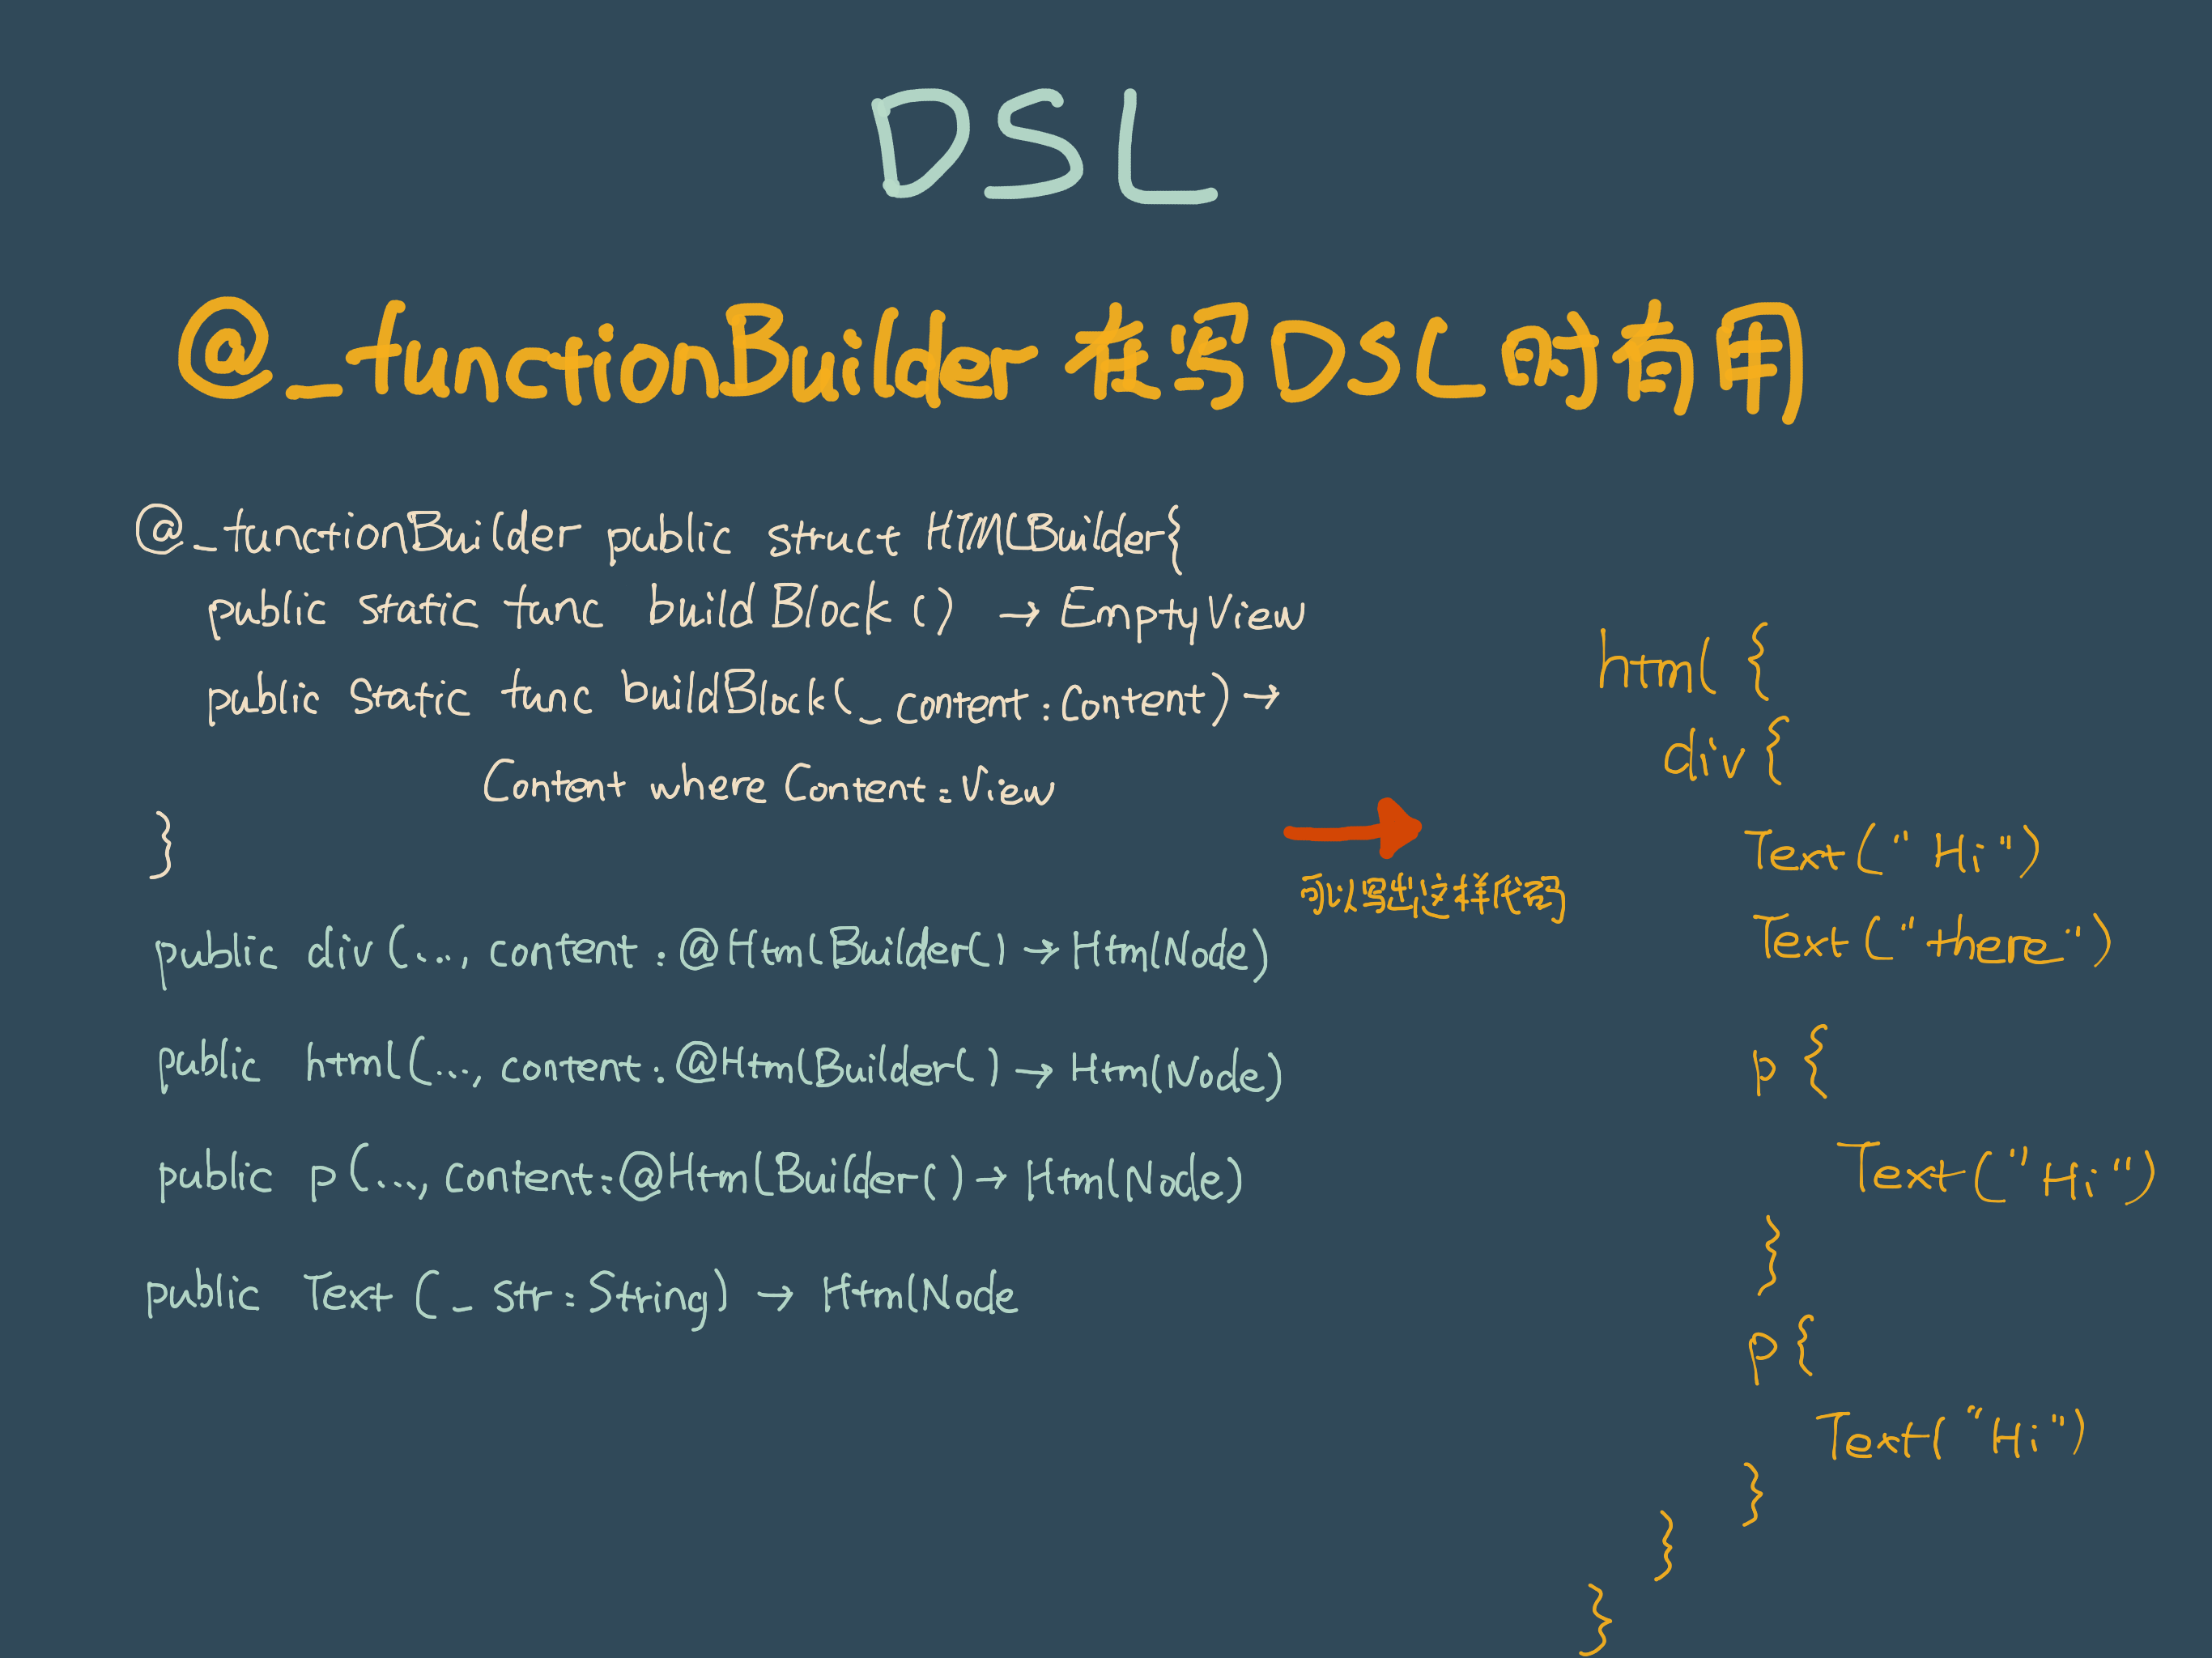 DSL
@_functionBuilder 在写DSL时有用
@_functionBuilder public struct HTMLBuilder{
public static func buildBlock () → EmptyView
public static func buildBlock(_ content : Content) →
Content where Content : View
}
public div (..., content : @HtmlBuilder() → HtmlNode)
public html (..., content : @HtmlBuilder() → HtmlNode)
public p (..., content : @HtmlBuilder() → HtmlNode)
public Text ( _ str : String) → HtmlNode
可以写出这样代码
html {
div {
Text ("Hi")
Text ("there")
p {
Text ("Hi")
}
p {
Text ("Hi")
}
}
}